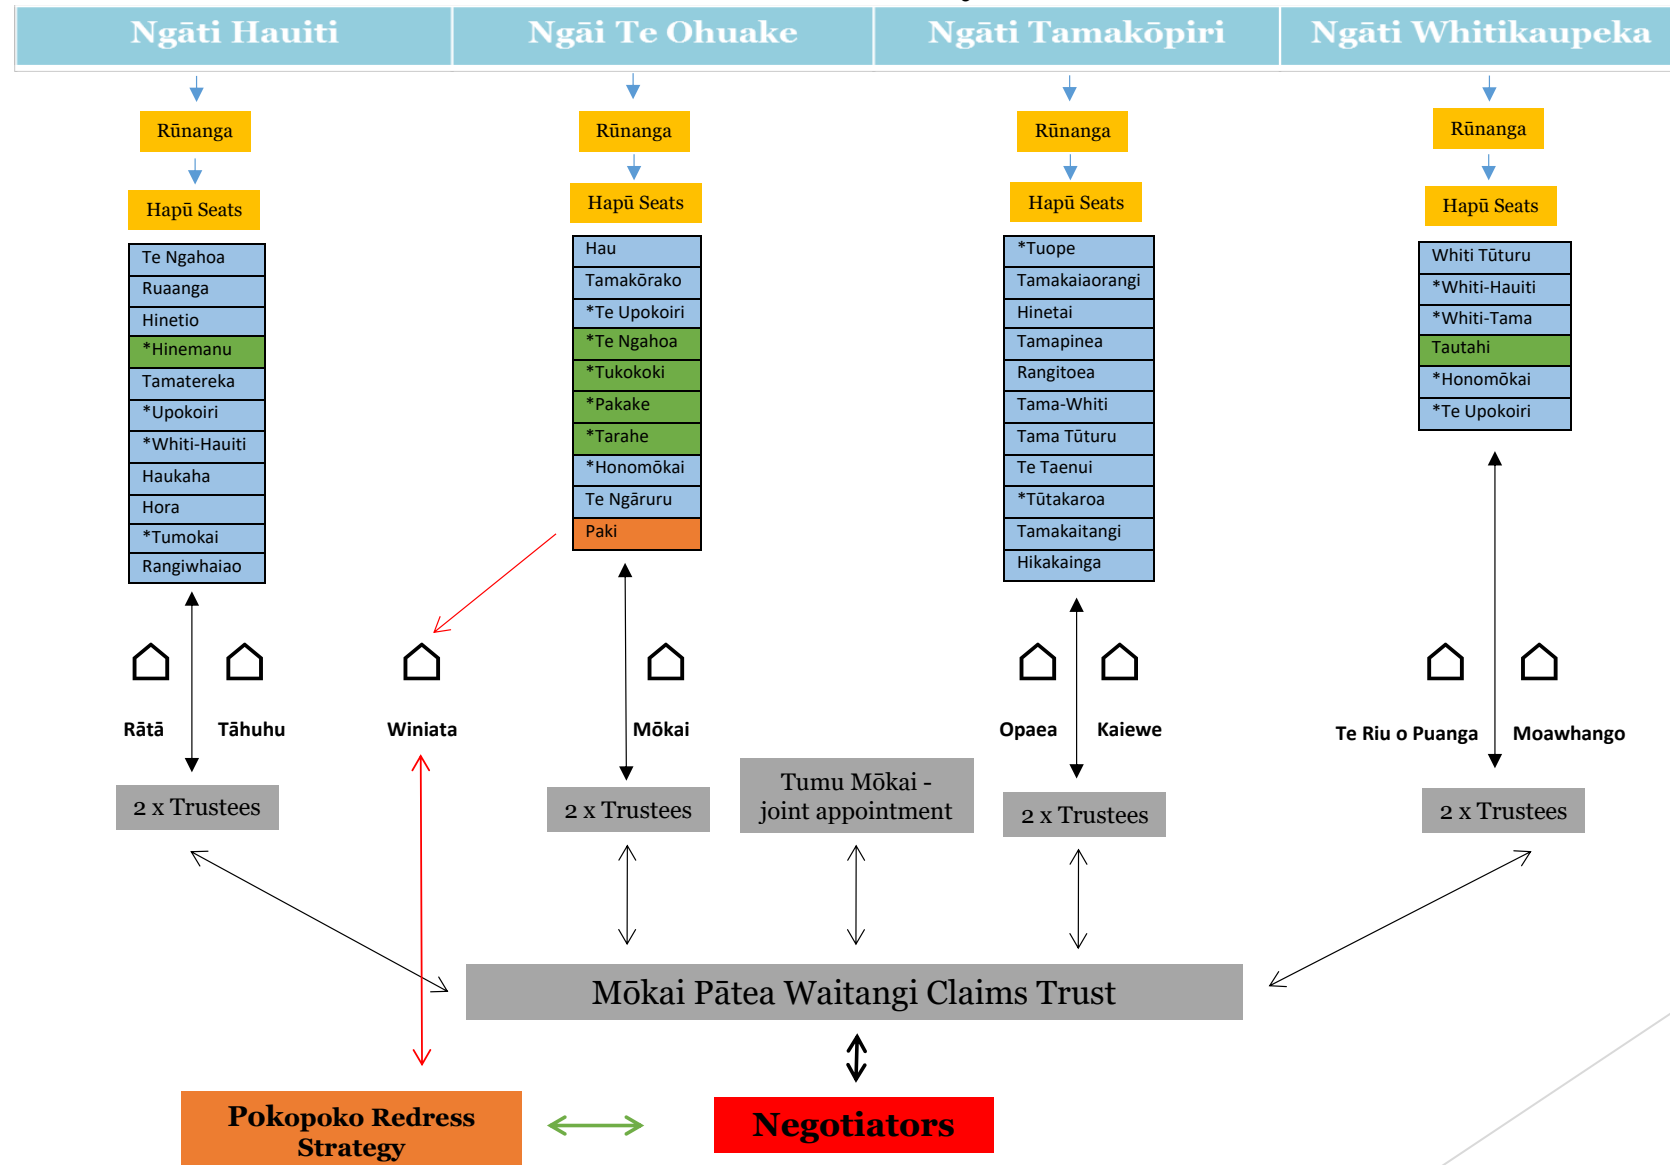 Ngāti Hauiti
Ngāi Te Ohuake
Ngāti Tamakōpiri
Ngāti Whitikaupeka
Rūnanga
Rūnanga
Rūnanga
Rūnanga
Hapū Seats
Hapū Seats
Hapū Seats
Hapū Seats
Te Ngahoa
Ruaanga
Hinetio
*Hinemanu
Tamatereka
*Upokoiri
*Whiti-Hauiti
Haukaha
Hora
*Tumokai
Rangiwhaiao
Hau
Tamakōrako
*Te Upokoiri
*Te Ngahoa
*Tukokoki
*Pakake
*Tarahe
*Honomōkai
Te Ngāruru
Paki
*Tuope
Tamakaiaorangi
Hinetai
Tamapinea
Rangitoea
Tama-Whiti
Tama Tūturu
Te Taenui
*Tūtakaroa
Tamakaitangi
Hikakainga
Whiti Tūturu
*Whiti-Hauiti
*Whiti-Tama
Tautahi
*Honomōkai
*Te Upokoiri
Rātā
Tāhuhu
Winiata
Mōkai
Opaea
Kaiewe
Te Riu o Puanga
Moawhango
2 x Trustees
2 x Trustees
Tumu Mōkai -
joint appointment
2 x Trustees
2 x Trustees
Mōkai Pātea Waitangi Claims Trust
Pokopoko Redress
Strategy
Negotiators